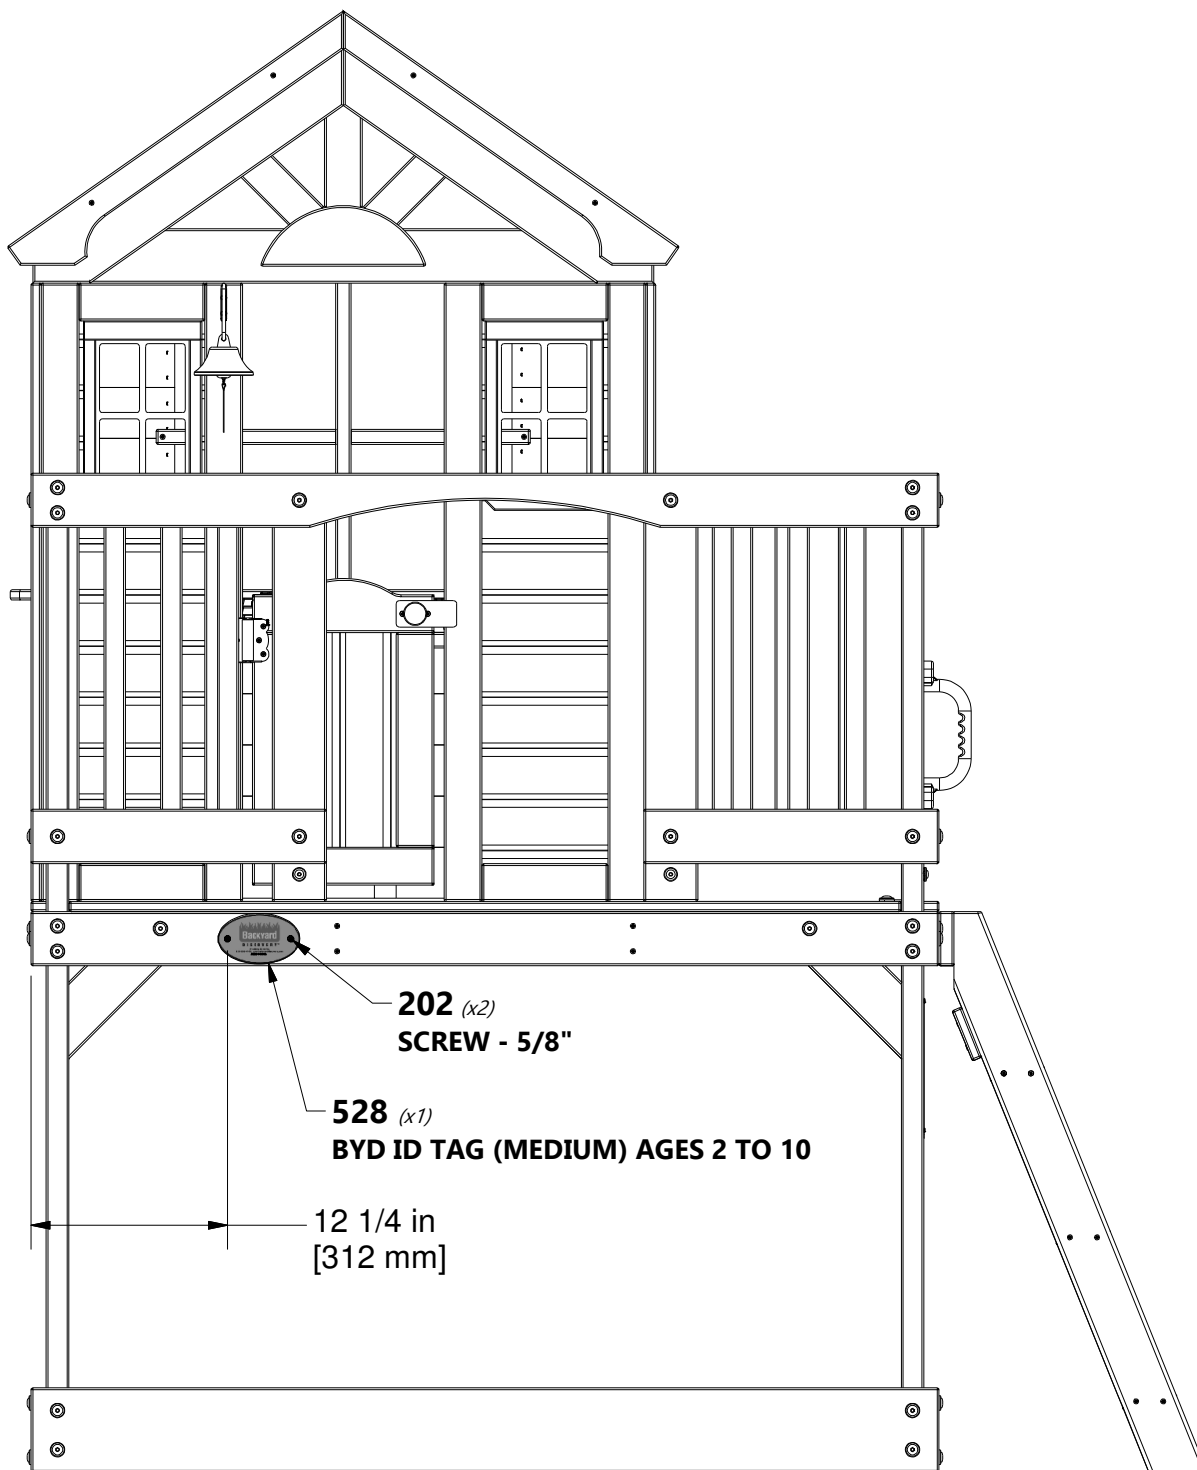 Backyard
DISCOVERY
202 (x2)
SCREW - 5/8"
528 (x1)
BYD ID TAG (MEDIUM) AGES 2 TO 10
12 1/4 in
[312 mm]